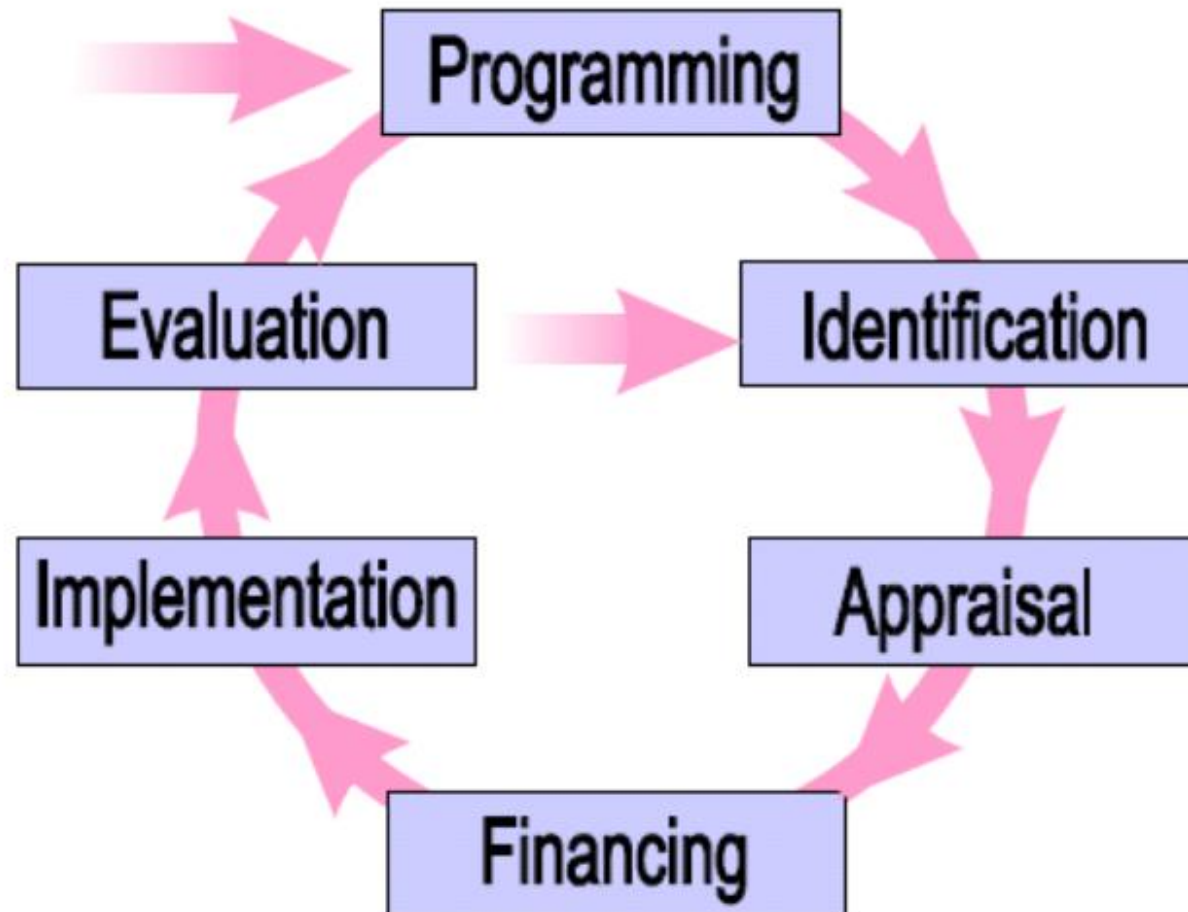 Programming
Identification
Appraisal
Financing
Implementation
Evaluation